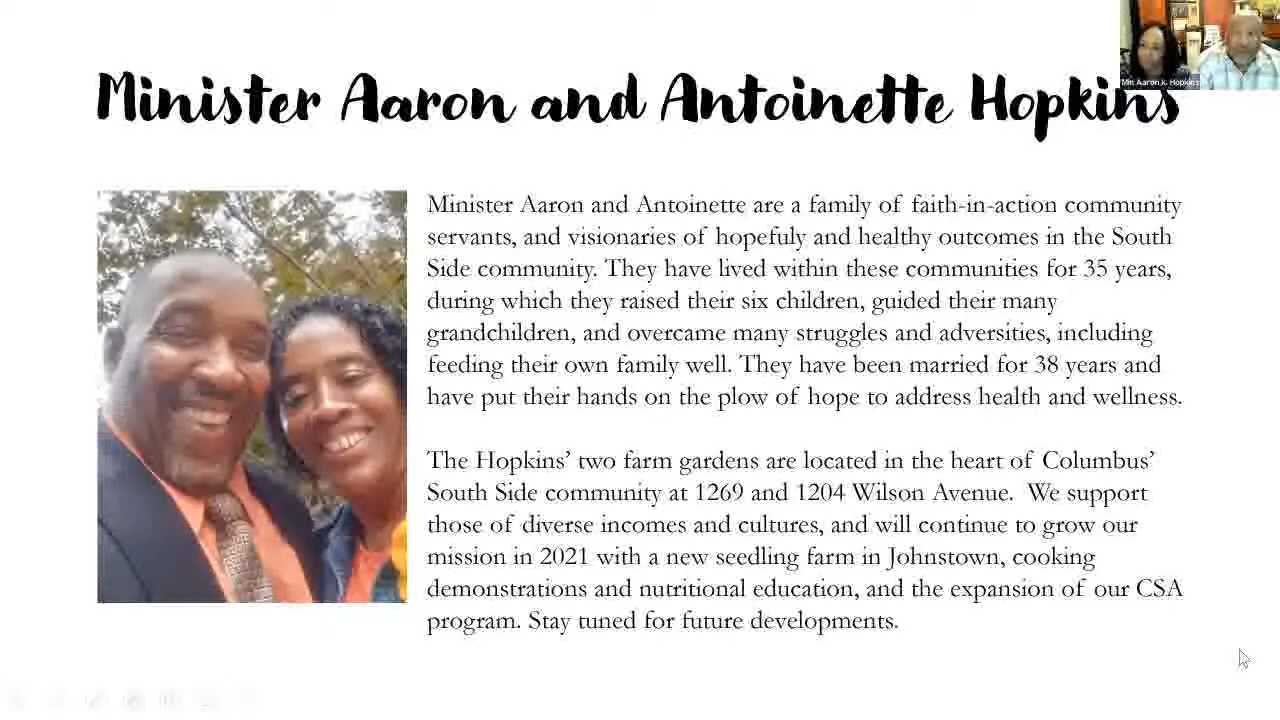 Minister Aaron and Antoinette Hopkins
Min Aaron k. Hopkins
Minister Aaron and Antoinette are a family of faith-in-action community
servants, and visionaries of hopefuly and healthy outcomes in the South
Side community. They have lived within these communities for 35 years,
during which they raised their six children, guided their many
grandchildren, and overcame many struggles and adversities, including
feeding their own family well. They have been married for 38 years and
have put their hands on the plow of hope to address health and wellness.
The Hopkins’ two farm gardens are located in the heart of Columbus’
South Side community at 1269 and 1204 Wilson Avenue. We support
those of diverse incomes and cultures, and will continue to grow our
mission in 2021 with a new seedling farm in Johnstown, cooking
demonstrations and nutritional education, and the expansion of our CSA
program. Stay tuned for future developments.